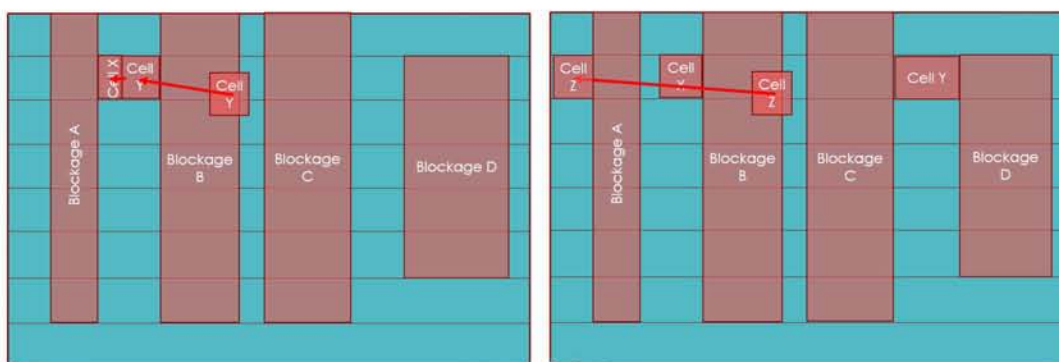 Cell X
Cell
Y
Cell
Y
Blockage A
Blockage
B
Blockage
C
Blockage D
Cell
Z
Cell
X
Cell
Z
Cell Y
Blockage A
Blockage
B
Blockage
C
Blockage
D